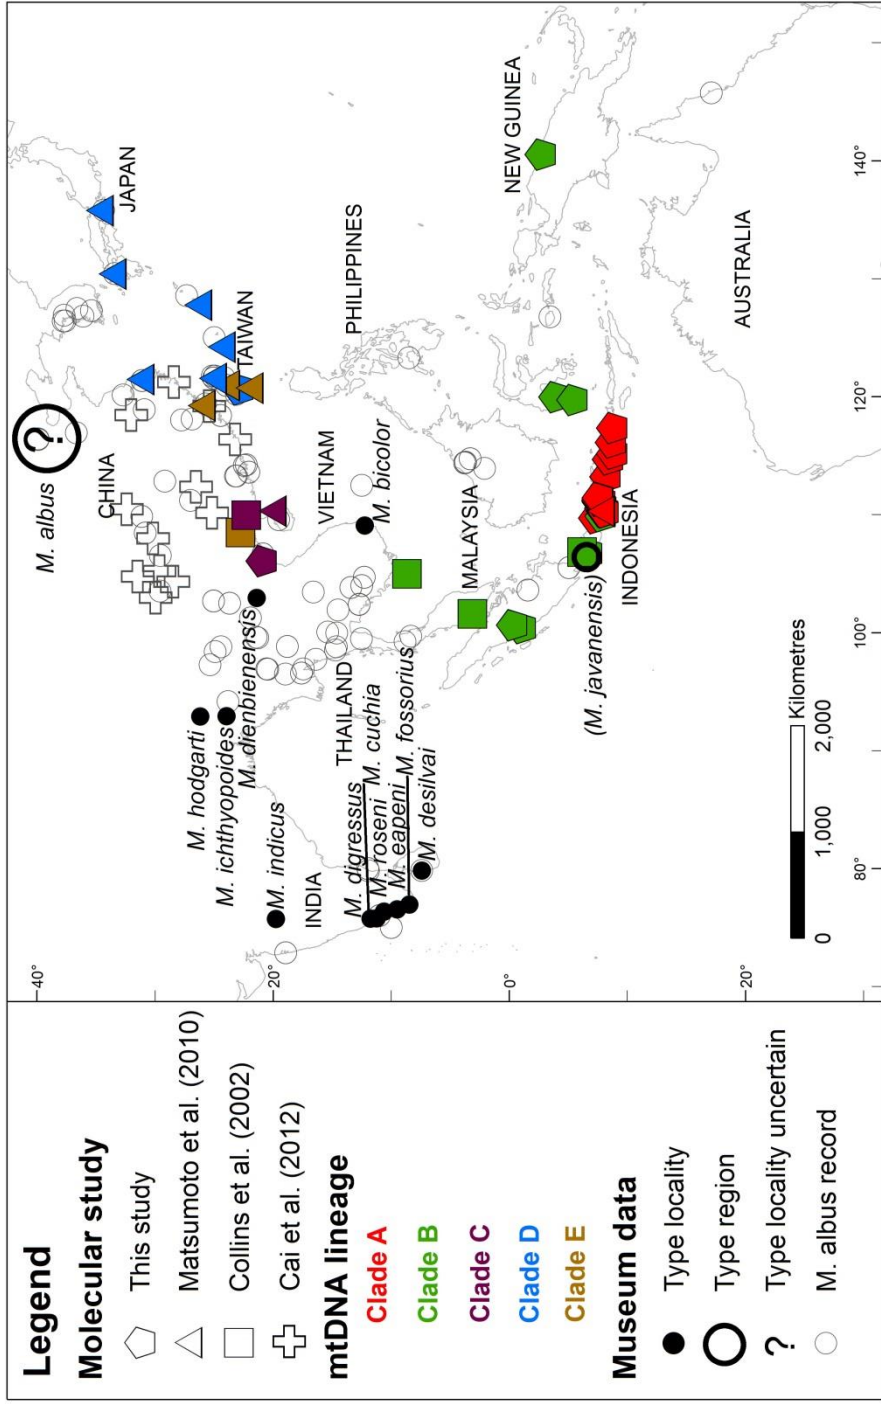 Legend
Molecular study
This study
Matsumoto et al. (2010)
Collins et al. (2002)
Cai et al. (2012)
mtDNA lineage
Clade A
Clade B
Clade C
Clade D
Clade E
Museum data
Type locality
Type region
? Type locality uncertain
M. albus record
40°
20°
0°
20°
80°
100°
120°
140°
M. albus
?
CHINA
JAPAN
TAIWAN
M. hodgarti
M. ichthyopoides
M. dienbienensis
M. indicus
INDIA
VIETNAM
PHILIPPINES
THAILAND
M. bicolor
M. digressus
M. cuchia
M. roseni
M. eapeni
M. fossorius
M. desilvai
MALAYSIA
NEW GUINEA
(M. javanensis)
INDONESIA
AUSTRALIA
Kilometres
0 1,000 2,000